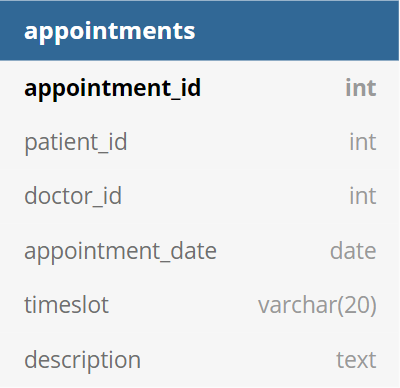 appointments
appointment_id int
patient_id int
doctor_id int
appointment_date date
timeslot varchar(20)
description text